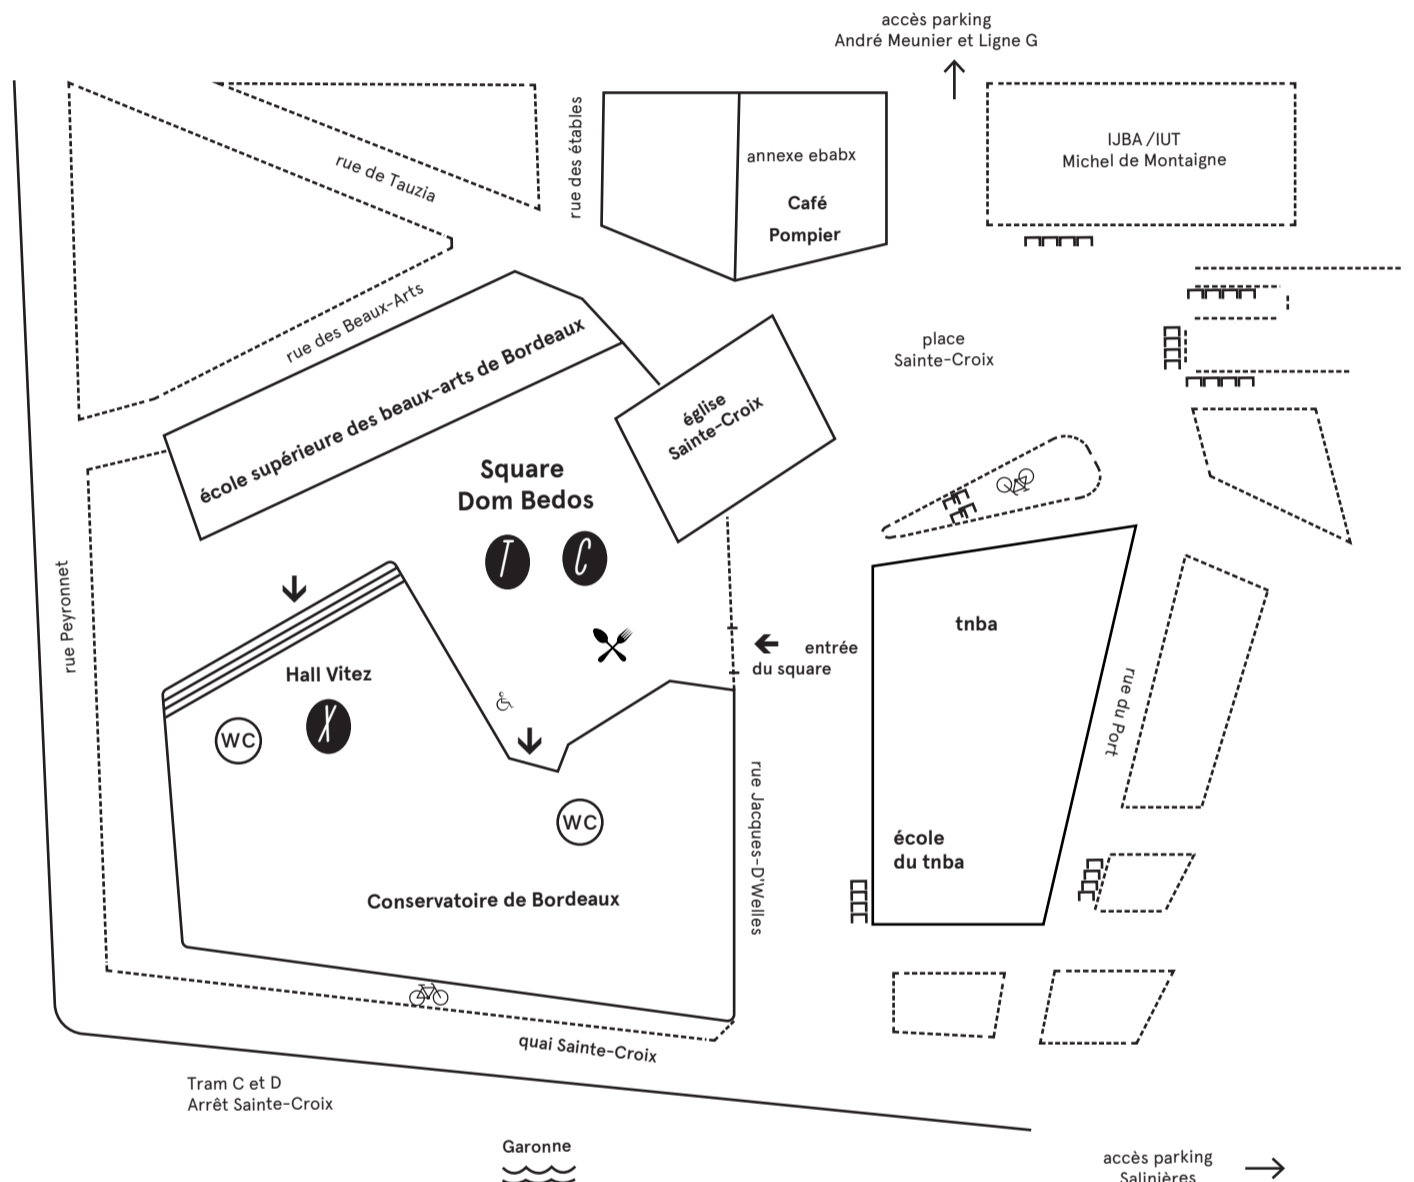 accès parking
André Meunier et Ligne G
rue de Tauzia
rue des étables
annexe ebabx
Café
Pompier
IJBA /IUT
Michel de Montaigne
rue des Beaux-Arts
école supérieure des beaux-arts de Bordeaux
église
Sainte-Croix
place
Sainte-Croix
Square
Dom Bedos
T
C
rue Peyronnet
Hall Vitez
WC
X
entrée
du square
tnba
rue du Port
WC
rue Jacques-D'Welles
école
du tnba
Conservatoire de Bordeaux
quai Sainte-Croix
Tram C et D
Arrêt Sainte-Croix
Garonne
accès parking
Salinières